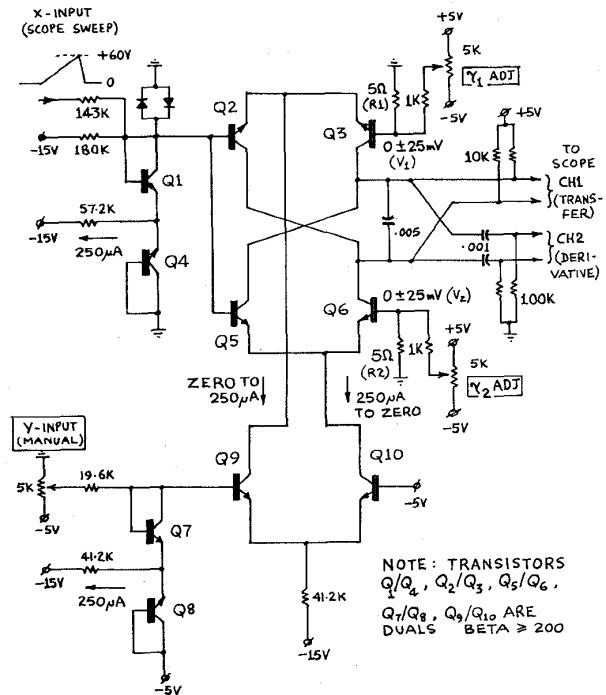 X-INPUT
(SCOPE SWEEP)
+60V
0
143K
-15V
180K
Q1
57.2K
-15V
250µA
Q4
Q2
Q3
5Ω
(R1)
1K
0±25mV
(V1)
+5V
5K
γ1 ADJ
-5V
+5V
10K
TO
SCOPE
CH1
(TRANS-
FER)
.005
.001
CH2
(DERI-
VATIVE)
100K
Q5
Q6
0±25mV (V2)
5Ω
(R2)
1K
+5V
5K
γ2 ADJ
-5V
ZERO TO
250µA
250µA
TO ZERO
Y-INPUT
(MANUAL)
5K
19.6K
-5V
Q9
Q10
-5V
Q7
41.2K
-15V
250µA
Q8
-5V
41.2K
-15V
NOTE: TRANSISTORS
Q1/Q4, Q2/Q3, Q5/Q6,
Q7/Q8, Q9/Q10 ARE
DUALS BETA ≥ 200